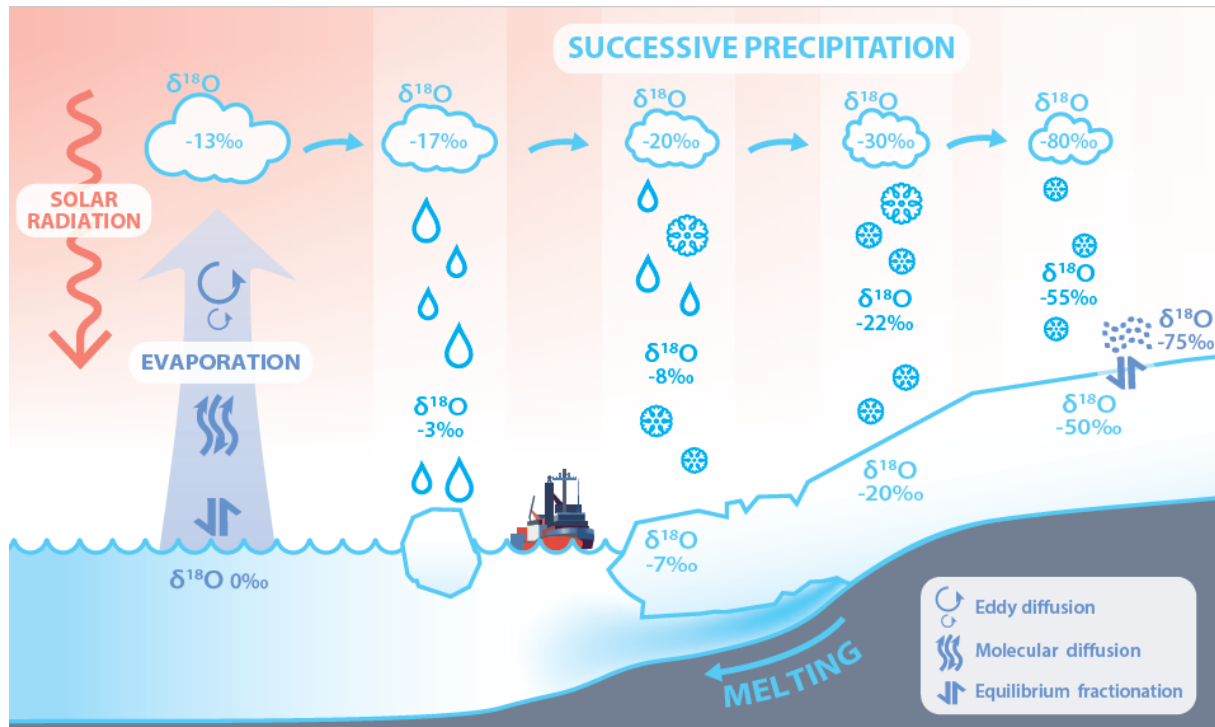 SUCCESSIVE PRECIPITATION
δ¹⁸O
-13‰
δ¹⁸O
-17‰
δ¹⁸O
-20‰
δ¹⁸O
-30‰
δ¹⁸O
-80‰
SOLAR
RADIATION
EVAPORATION
δ¹⁸O
-3‰
δ¹⁸O
-8‰
δ¹⁸O
-22‰
δ¹⁸O
-55‰
δ¹⁸O
-75‰
δ¹⁸O
-50‰
δ¹⁸O
-20‰
δ¹⁸O
-7‰
δ¹⁸O 0‰
MELTING
Eddy diffusion
Molecular diffusion
Equilibrium fractionation